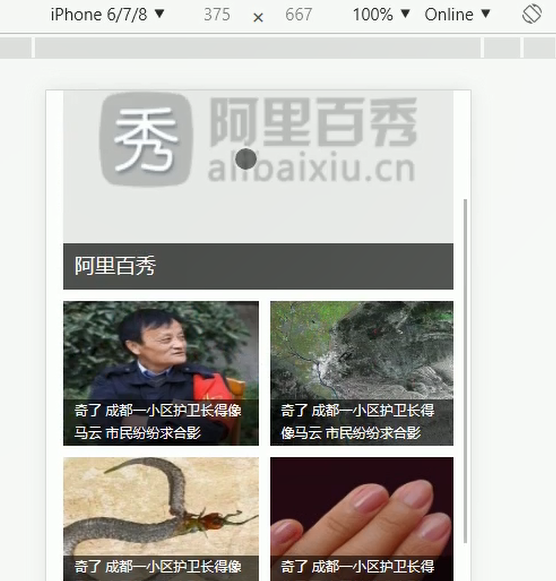 iPhone 6/7/8 ▼ 375 × 667 100% ▼ Online ▼
秀 阿里百秀
alibaixiu.cn
阿里百秀
奇了 成都一小区护卫长得像
马云 市民纷纷求合影
奇了 成都一小区护卫长得
像马云 市民纷纷求合影
奇了 成都一小区护卫长得像
奇了 成都一小区护卫长得